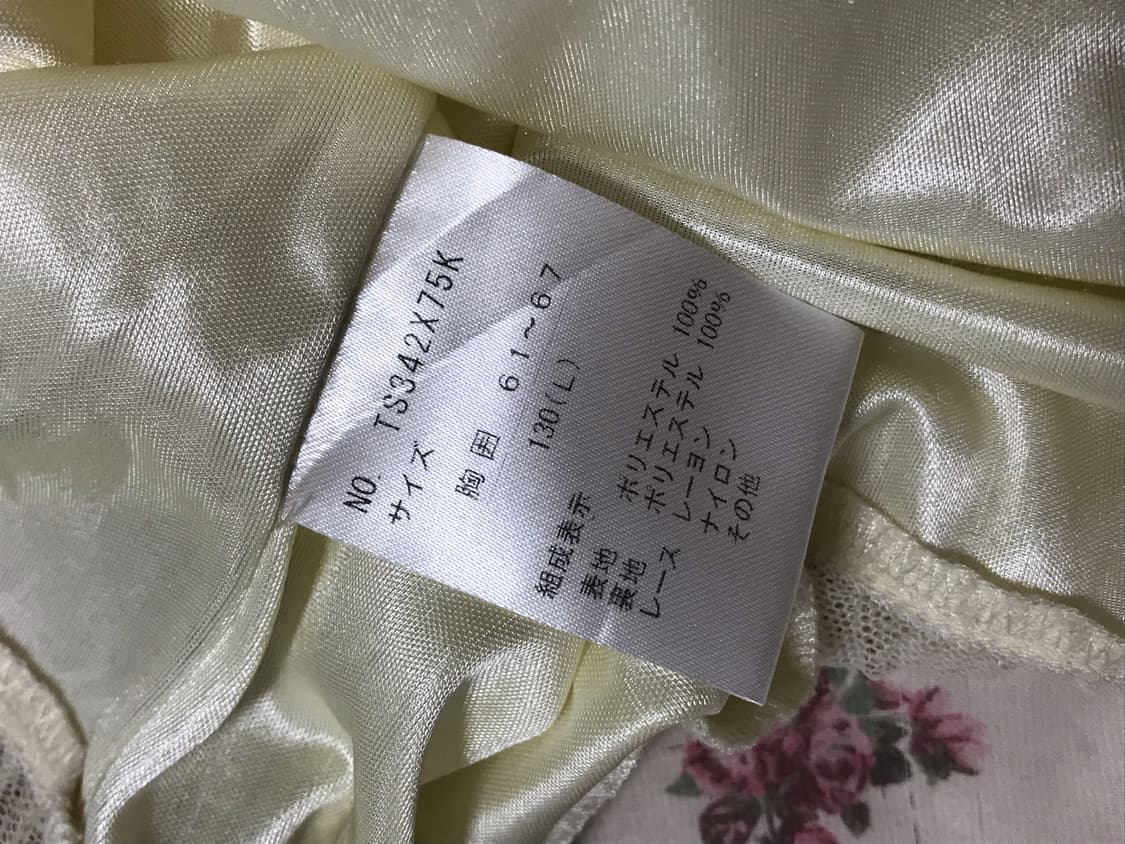 NO. TS342X75K
サイズ
胸囲 61〜67
130(L)
組成表示
表地 ポリエステル 100%
裏地 ポリエステル 100%
レース レーヨン
ナイロン
その他